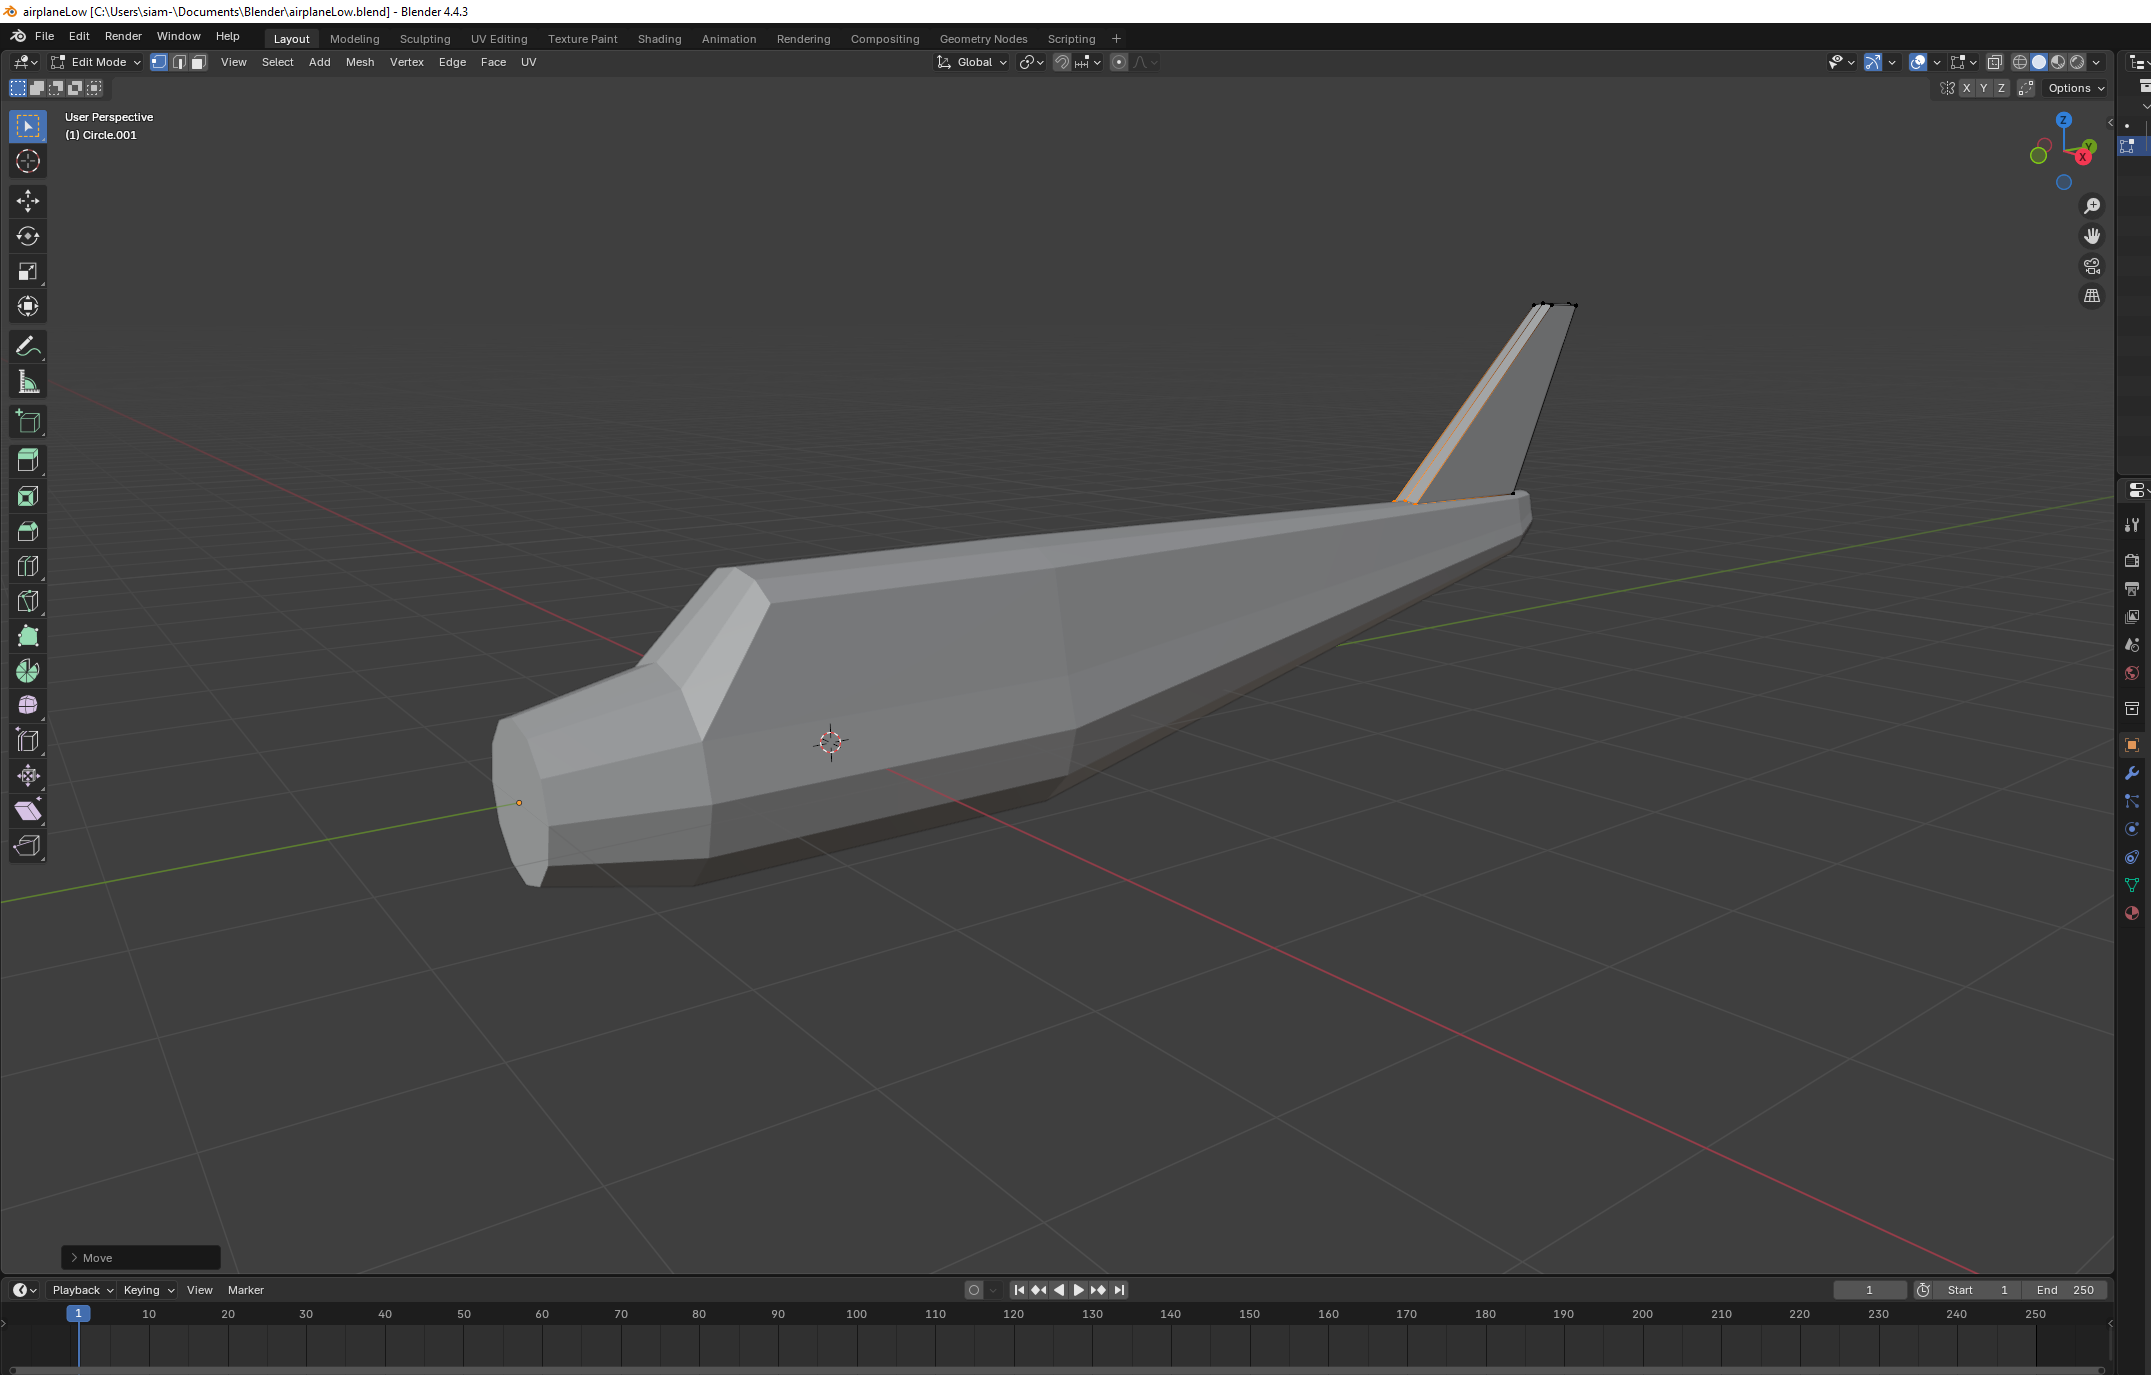 airplaneLow [C:\Users\siam-\Documents\Blender\airplaneLow.blend] - Blender 4.4.3
File Edit Render Window Help Layout Modeling Sculpting UV Editing Texture Paint Shading Animation Rendering Compositing Geometry Nodes Scripting +
Edit Mode View Select Add Mesh Vertex Edge Face UV Global
X Y Z Options
User Perspective
(1) Circle.001
Z
Y
X
Move
Playback Keying View Marker 1 Start 1 End 250
1 10 20 30 40 50 60 70 80 90 100 110 120 130 140 150 160 170 180 190 200 210 220 230 240 250